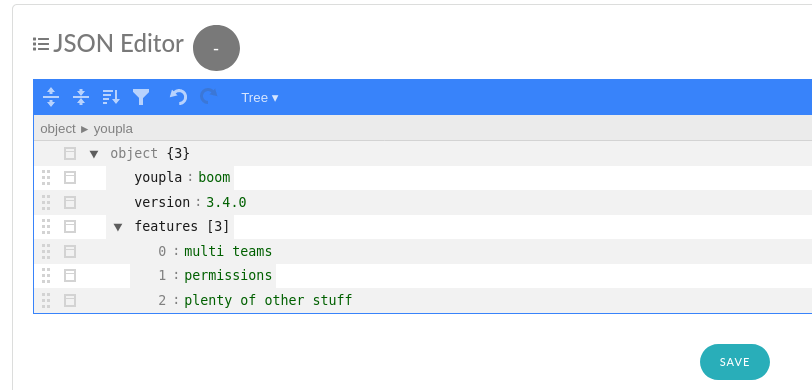 JSON Editor -
Tree ▾
object ► youpla
▼ object {3}
youpla : boom
version : 3.4.0
▼ features [3]
0 : multi teams
1 : permissions
2 : plenty of other stuff
SAVE